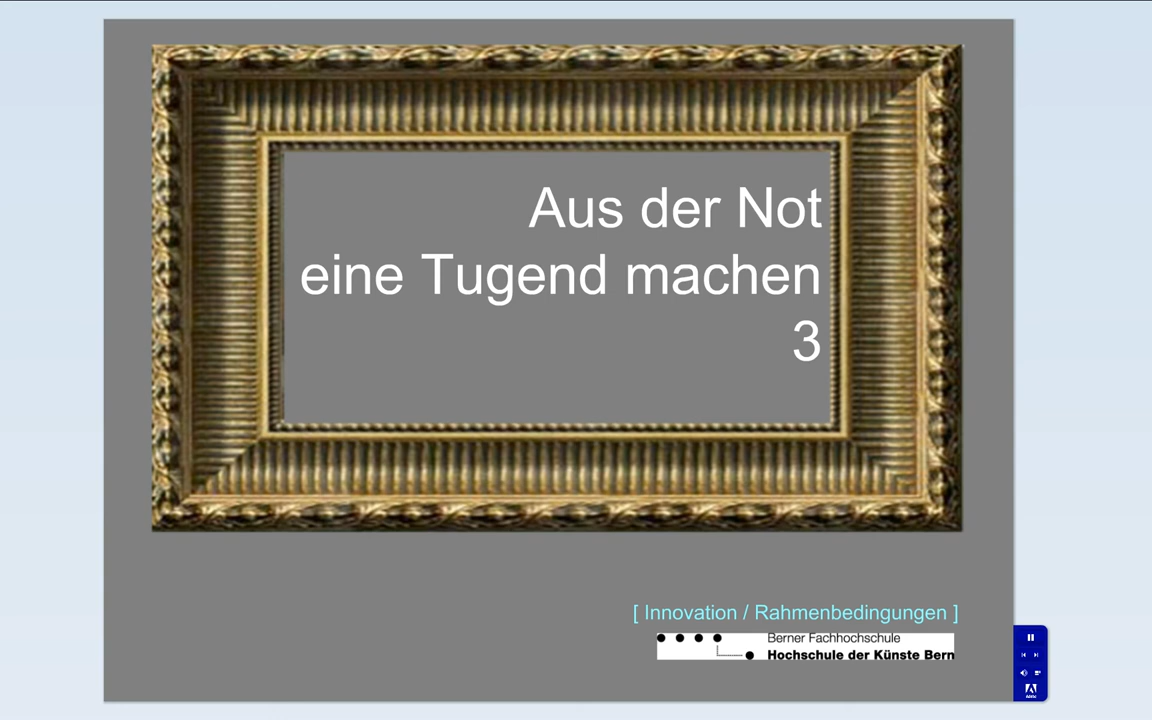 Aus der Not
eine Tugend machen
3
[ Innovation / Rahmenbedingungen ]
Berner Fachhochschule
Hochschule der Künste Bern